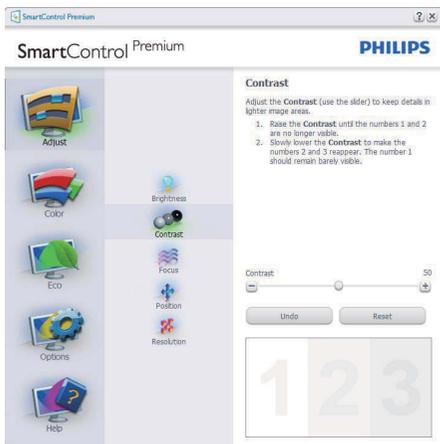 SmartControl Premium
? x
SmartControl Premium
PHILIPS
Adjust
Color
Eco
Options
Help
?
Brightness
Contrast
Focus
Position
Resolution
Contrast
Adjust the Contrast (use the slider) to keep details in
lighter image areas.
1. Raise the Contrast until the numbers 1 and 2
are no longer visible.
2. Slowly lower the Contrast to make the
numbers 2 and 3 reappear. The number 1
should remain barely visible.
Contrast 50
− +
Undo Reset
1 2 3